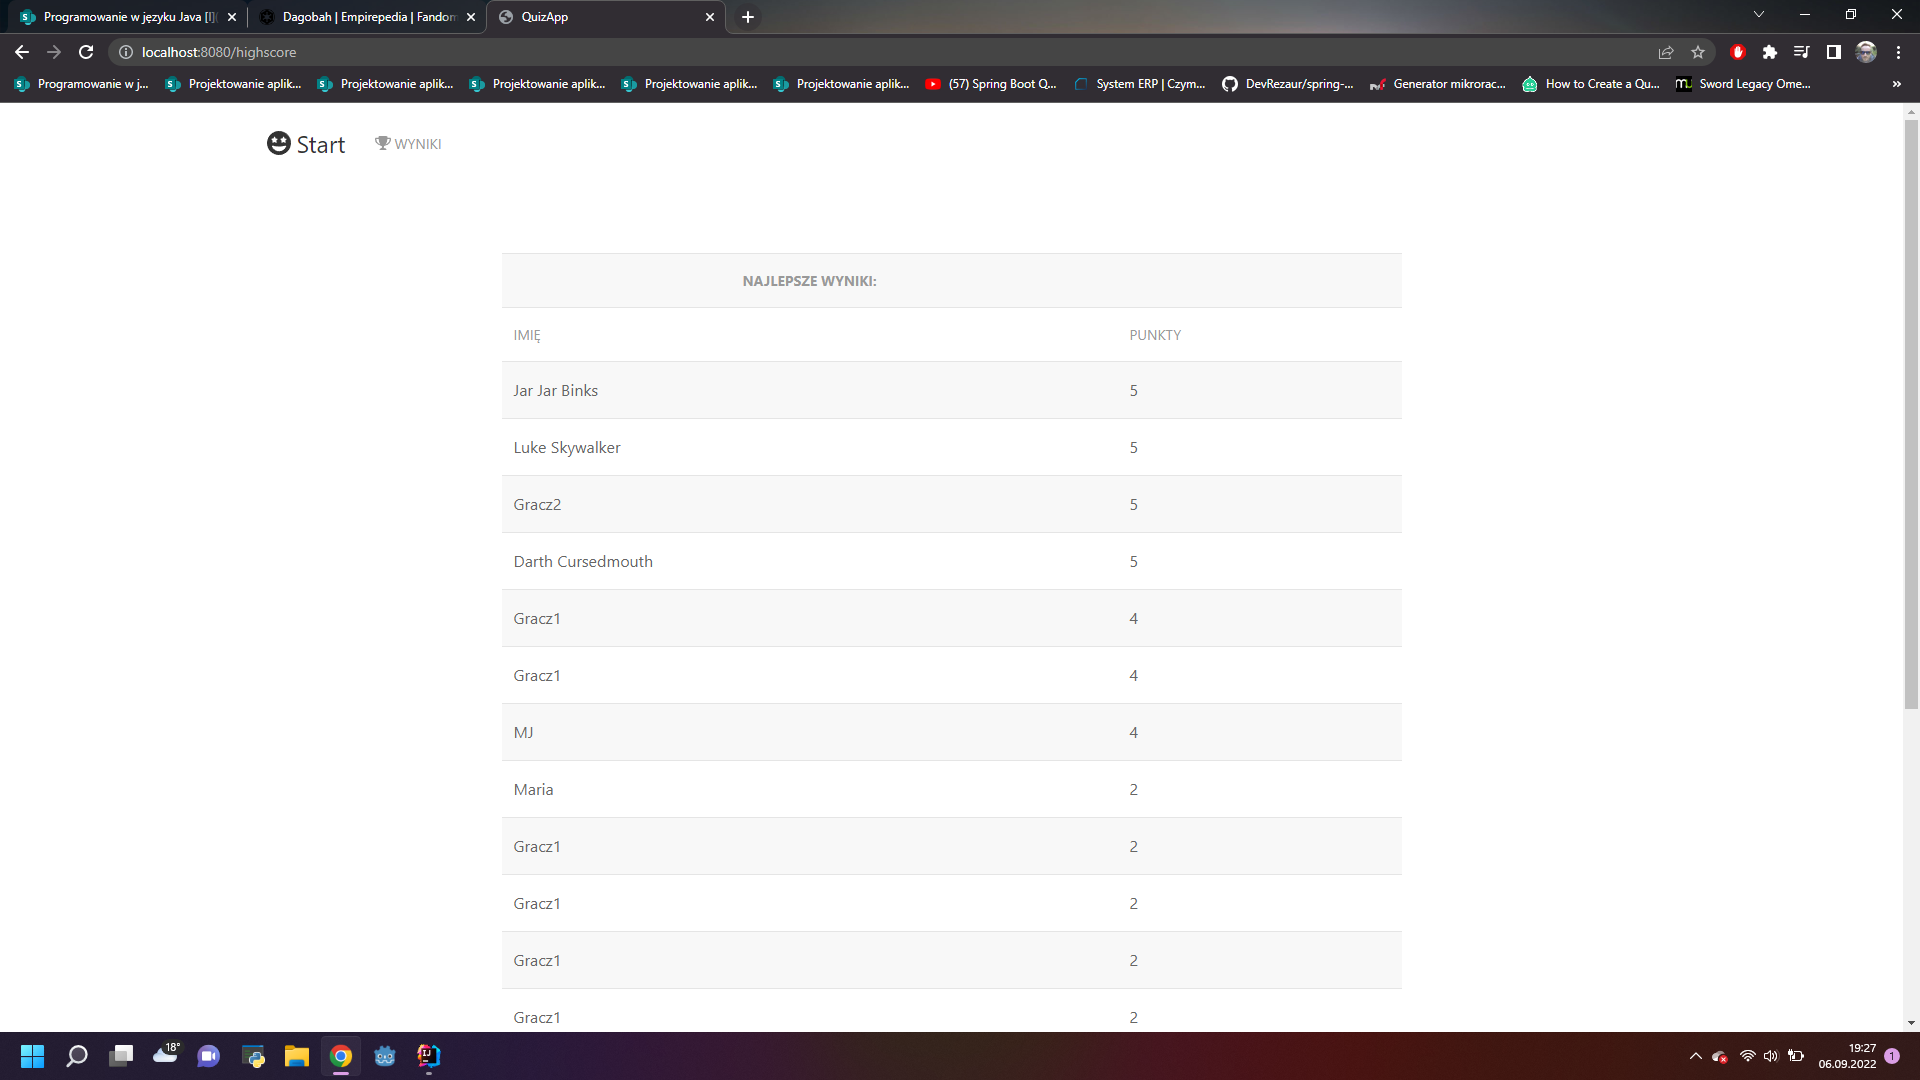 Programowanie w języku Java [I](
Dagobah | Empirepedia | Fandom
QuizApp
localhost:8080/highscore
Programowanie w j...
Projektowanie aplik...
Projektowanie aplik...
Projektowanie aplik...
Projektowanie aplik...
Projektowanie aplik...
(57) Spring Boot Q...
System ERP | Czym...
DevRezaur/spring-...
Generator mikrorac...
How to Create a Qu...
Sword Legacy Ome...
»
Start
WYNIKI
NAJLEPSZE WYNIKI:
IMIĘ PUNKTY
Jar Jar Binks 5
Luke Skywalker 5
Gracz2 5
Darth Cursedmouth 5
Gracz1 4
Gracz1 4
MJ 4
Maria 2
Gracz1 2
Gracz1 2
Gracz1 2
Gracz1 2
18°
19:27
06.09.2022
1